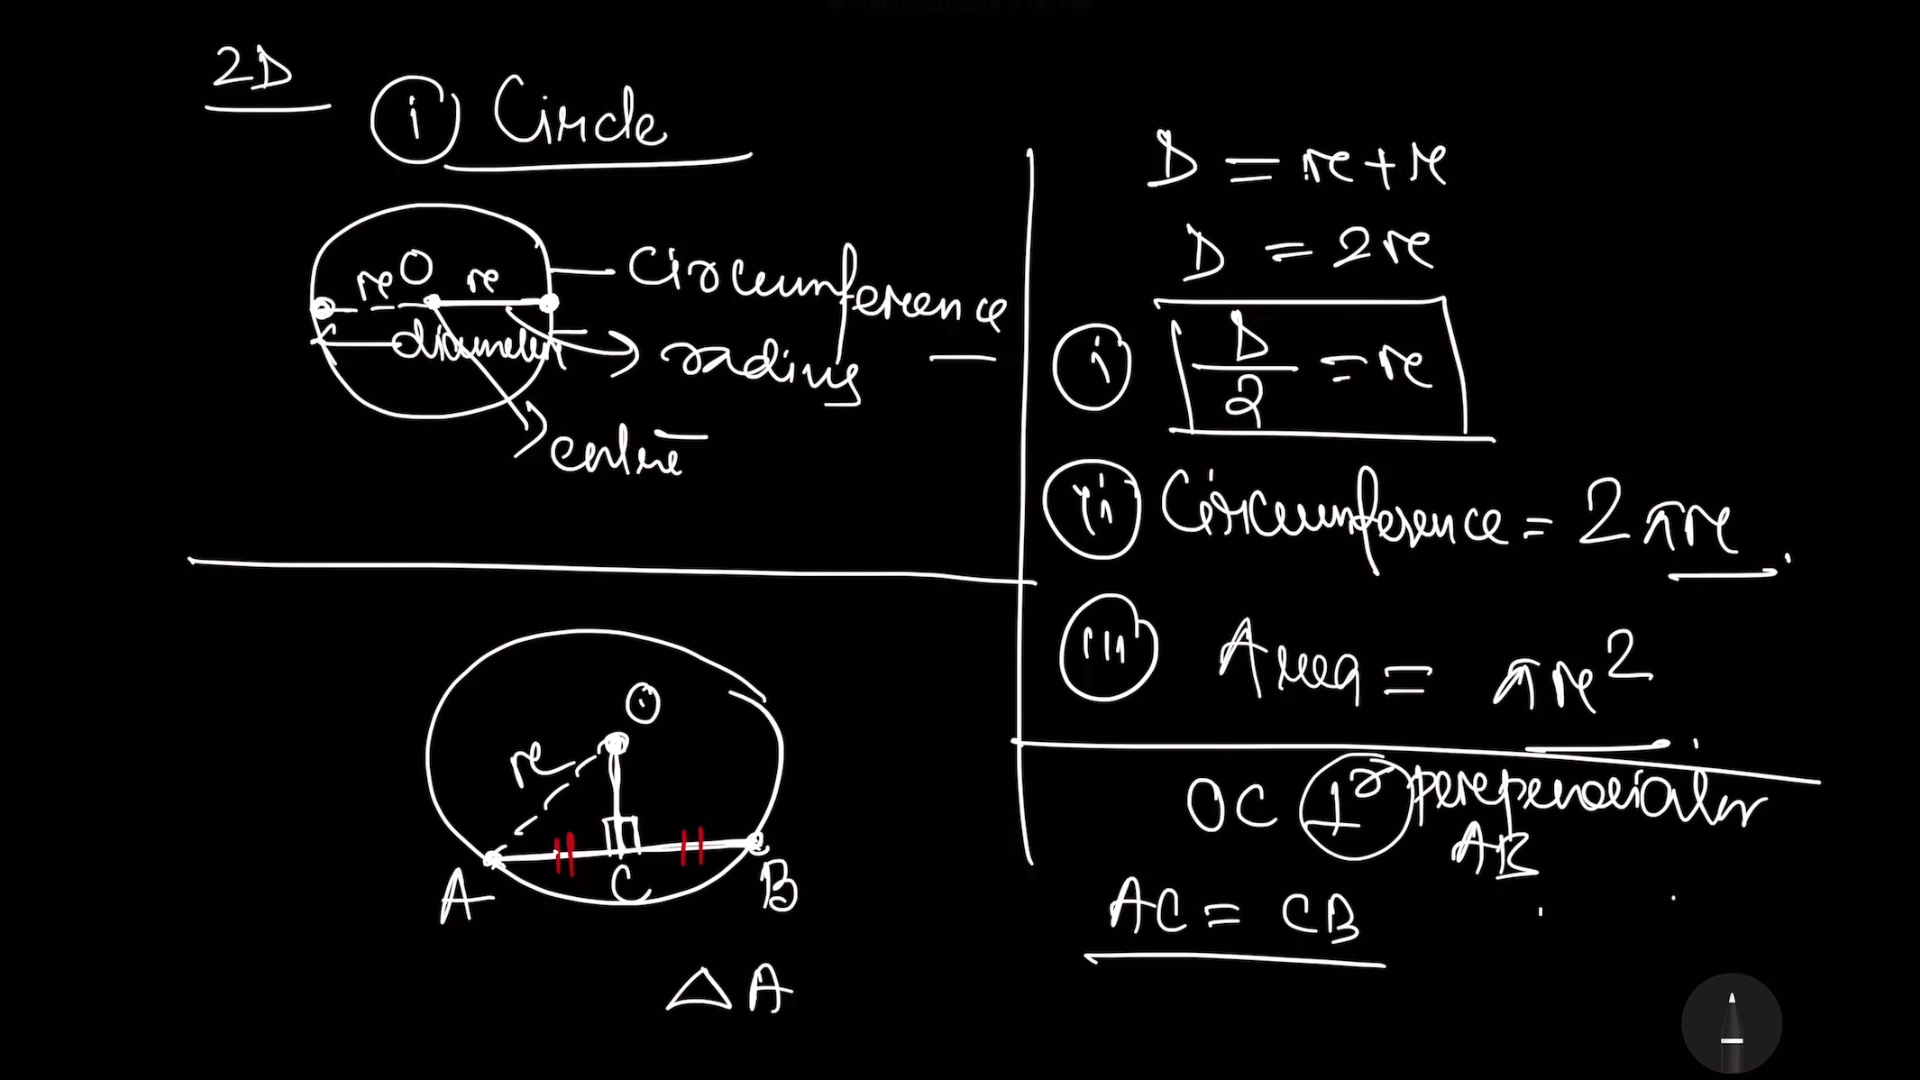 2D
(i) Circle
r O r
Circumference
diameter
radius
centre
D = r + r
D = 2r
(i) D/2 = r
(ii) Circumference = 2πr
(iii) Area = πr²
O
r
A C B
△ A
OC ⊥r perpendicular
AB
AC = CB